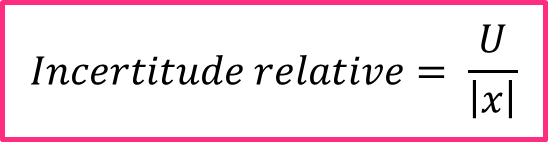 Incertitude relative = U / |x|